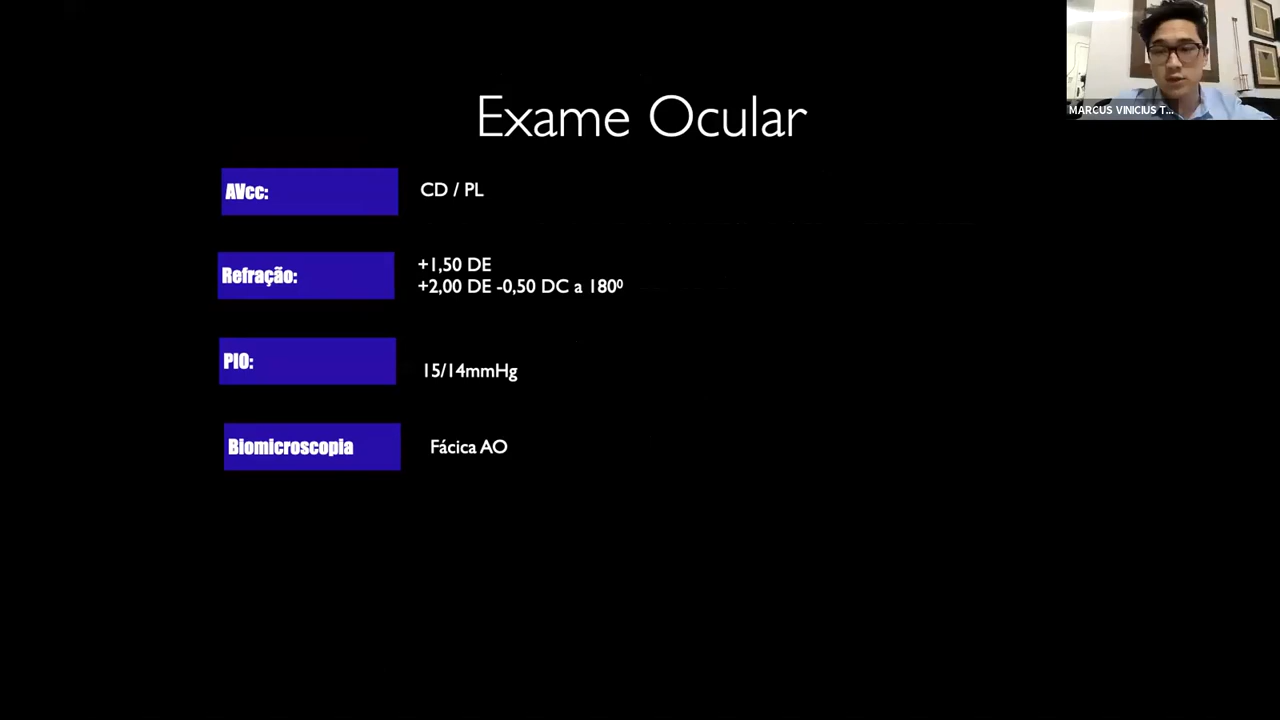 Exame Ocular
MARCUS VINICIUS T...
AVcc:
CD / PL
Refração:
+1,50 DE
+2,00 DE -0,50 DC a 180º
PIO:
15/14mmHg
Biomicroscopia
Fácica AO